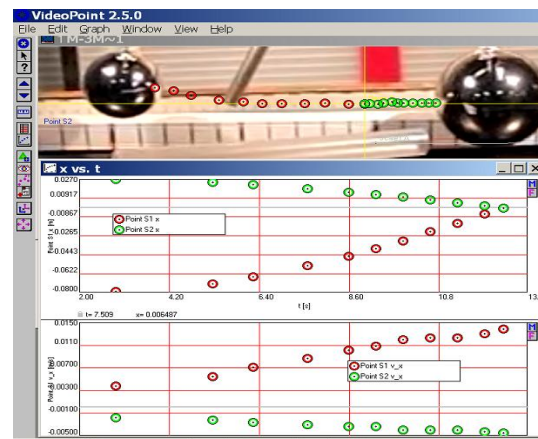 VideoPoint 2.5.0
File Edit Graph Window View Help
TM-3M~1
Point S2
x vs. t
0.0270
0.00917
-0.00867
-0.0265
-0.0443
-0.0622
-0.0800
Point S1 x
Point S2 x
2.00 4.20 6.40 8.60 10.8 13.
t [s]
t= 7.509 x= 0.006487
0.0150
0.0110
0.00700
0.00300
-0.00100
-0.00500
Point S1 v_x
Point S2 v_x
M
F
M
F